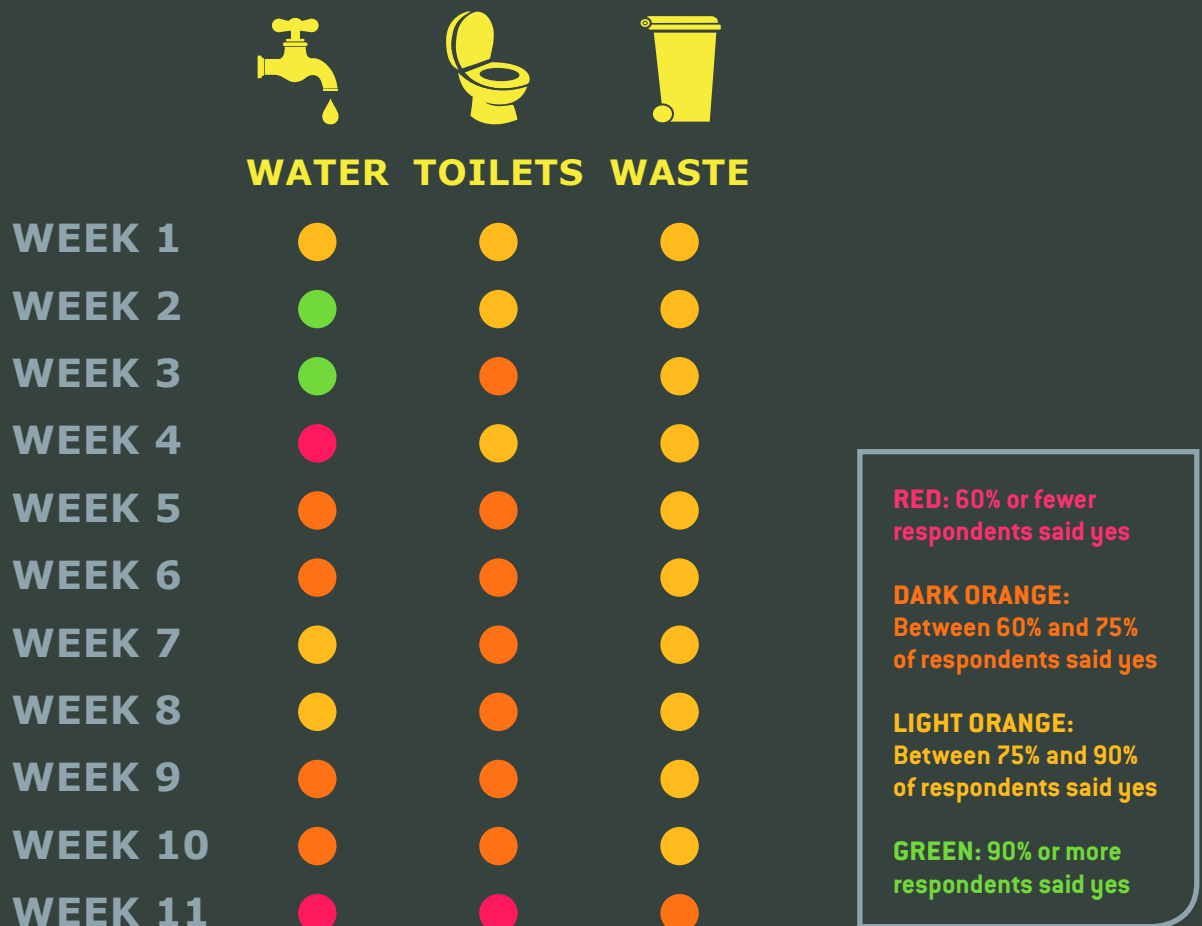 WATER TOILETS WASTE
WEEK 1
WEEK 2
WEEK 3
WEEK 4
WEEK 5
WEEK 6
WEEK 7
WEEK 8
WEEK 9
WEEK 10
WEEK 11
RED: 60% or fewer
respondents said yes
DARK ORANGE:
Between 60% and 75%
of respondents said yes
LIGHT ORANGE:
Between 75% and 90%
of respondents said yes
GREEN: 90% or more
respondents said yes